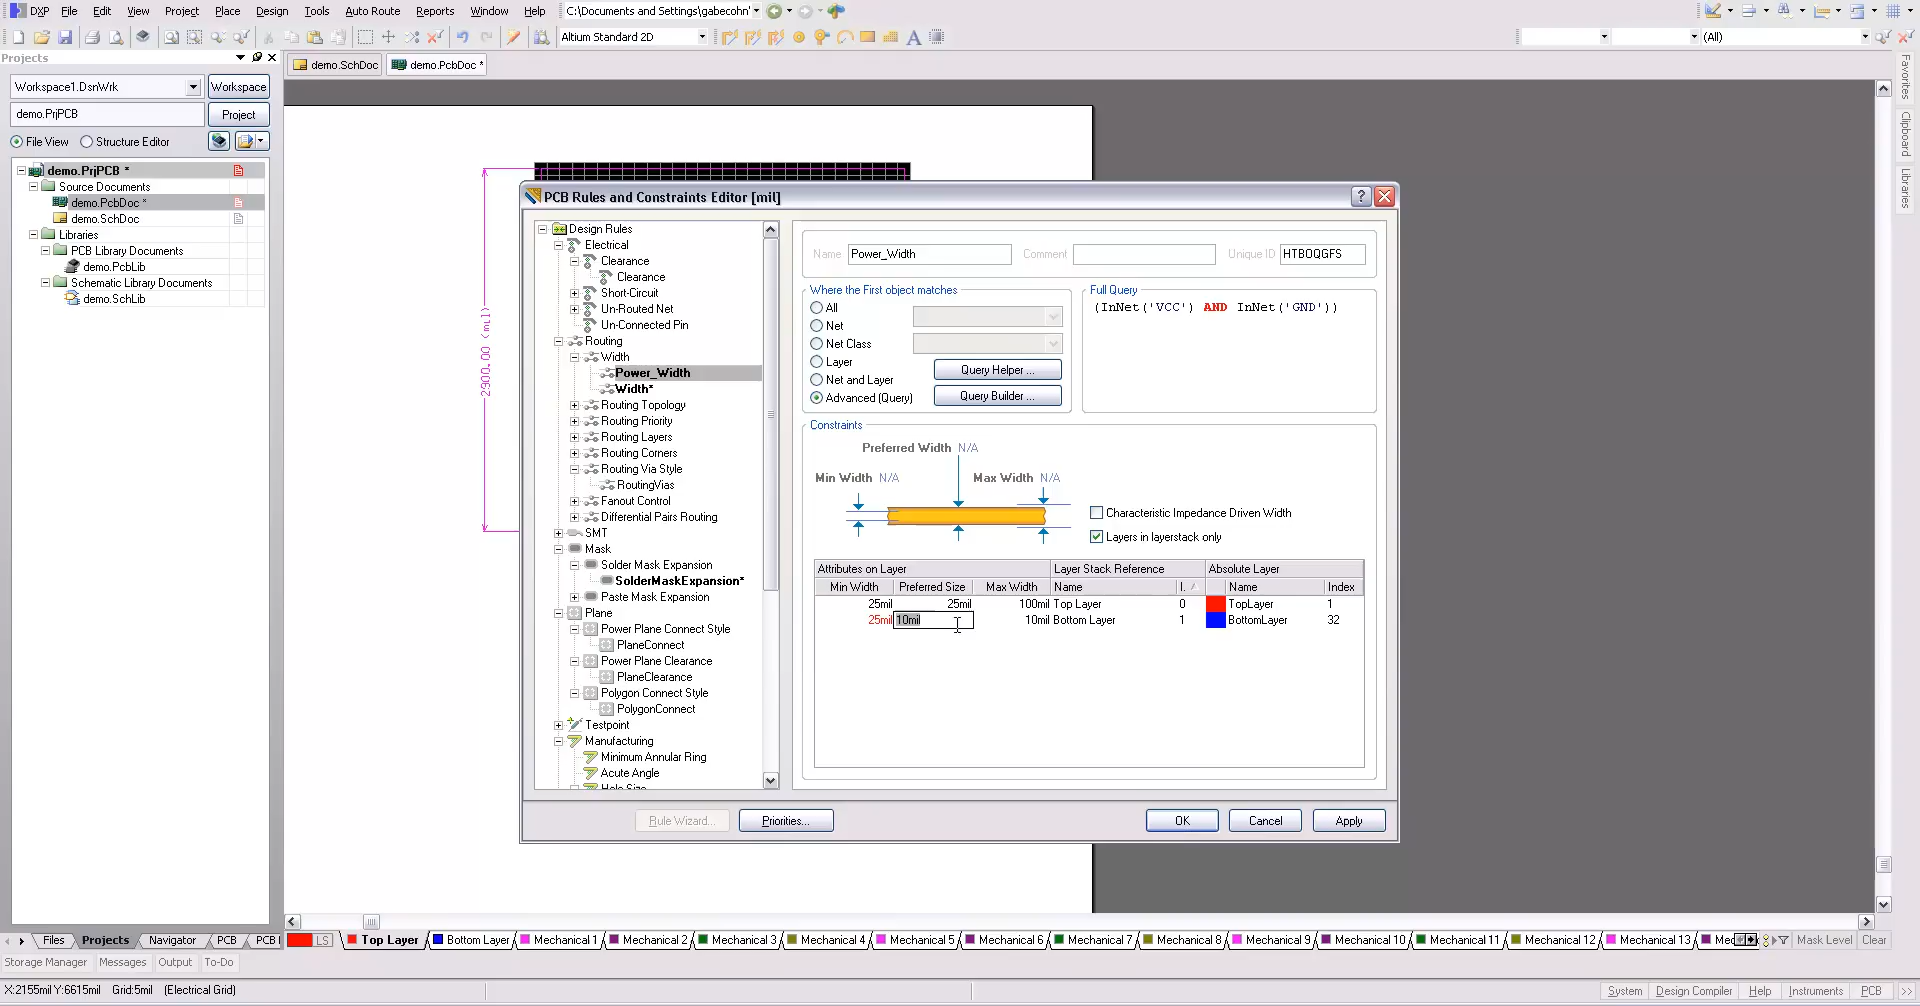 DXP File Edit View Project Place Design Tools Auto Route Reports Window Help C:\Documents and Settings\gabecohn'
Altium Standard 2D (All)
Projects
demo.SchDoc demo.PcbDoc *
Workspace1.DsnWrk Workspace
demo.PrjPCB Project
File View Structure Editor
demo.PrjPCB *
Source Documents
demo.PcbDoc *
demo.SchDoc
Libraries
PCB Library Documents
demo.PcbLib
Schematic Library Documents
demo.SchLib
Favorites
Clipboard
Libraries
2900.00 (mil)
PCB Rules and Constraints Editor [mil]
Design Rules
Electrical
Clearance
Clearance
Short-Circuit
Un-Routed Net
Un-Connected Pin
Routing
Width
Power_Width
Width*
Routing Topology
Routing Priority
Routing Layers
Routing Corners
Routing Via Style
RoutingVias
Fanout Control
Differential Pairs Routing
SMT
Mask
Solder Mask Expansion
SolderMaskExpansion*
Paste Mask Expansion
Plane
Power Plane Connect Style
PlaneConnect
Power Plane Clearance
PlaneClearance
Polygon Connect Style
PolygonConnect
Testpoint
Manufacturing
Minimum Annular Ring
Acute Angle
Hole Size
Name Power_Width Comment Unique ID HTBOQGFS
Where the First object matches
All
Net
Net Class
Layer
Net and Layer
Advanced (Query)
Query Helper ...
Query Builder ...
Full Query
(InNet('VCC') AND InNet('GND'))
Constraints
Preferred Width N/A
Min Width N/A Max Width N/A
Characteristic Impedance Driven Width
Layers in layerstack only
Attributes on Layer Layer Stack Reference Absolute Layer
Min Width Preferred Size Max Width Name I. Name Index
25mil 25mil 100mil Top Layer 0 TopLayer 1
25mil 10mil 10mil Bottom Layer 1 BottomLayer 32
Rule Wizard... Priorities... OK Cancel Apply
Files Projects Navigator PCB PCB I LS Top Layer Bottom Layer Mechanical 1 Mechanical 2 Mechanical 3 Mechanical 4 Mechanical 5 Mechanical 6 Mechanical 7 Mechanical 8 Mechanical 9 Mechanical 10 Mechanical 11 Mechanical 12 Mechanical 13 Mec Mask Level Clear
Storage Manager Messages Output To-Do
X:2155mil Y:6615mil Grid:5mil (Electrical Grid) System Design Compiler Help Instruments PCB >>